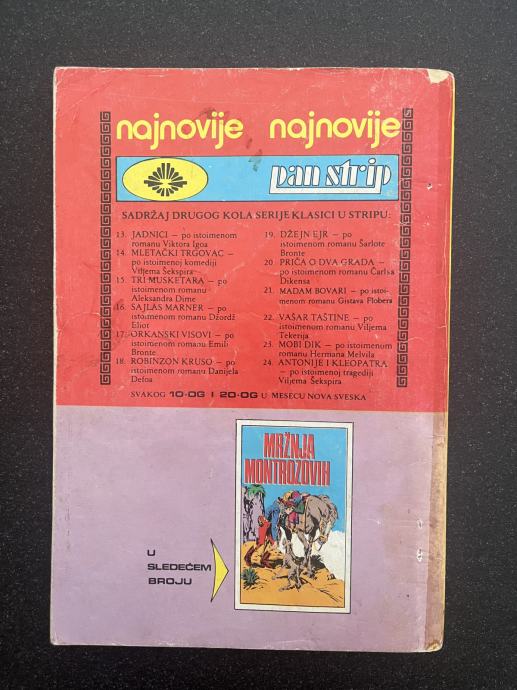 najnovije najnovije
pan strip
SADRŽAJ DRUGOG KOLA SERIJE KLASICI U STRIPU:
13. JADNICI — po istoimenom
romanu Viktora Igoa
14. MLETAČKI TRGOVAC —
po istoimenoj komediji
Viljema Šekspira
15. TRI MUSKETARA — po
istoimenom romanu
Aleksandra Dime
16. SAJLAS MARNER — po
istoimenom romanu Džordž
Eliot
17. ORKANSKI VISOVI — po
istoimenom romanu Emili
Bronte
18. ROBINZON KRUSO — po
istoimenom romanu Danijela
Defoa
19. DŽEJN EJR — po
istoimenom romanu Šarlote
Bronte
20. PRIČA O DVA GRADA —
po istoimenom romanu Čarlsa
Dikensa
21. MADAM BOVARI — po istoi-
menom romanu Gistava Flobera
22. VAŠAR TAŠTINE — po
istoimenom romanu Viljema
Tekerija
23. MOBI DIK — po istoimenom
romanu Hermana Melvila
24. ANTONIJE I KLEOPATRA
— po istoimenoj tragediji
Viljema Šekspira
SVAKOG 10-OG I 20-OG U MESECU NOVA SVESKA
MRŽNJA
MONTROZOVIH
U
SLEDEĆEM
BROJU